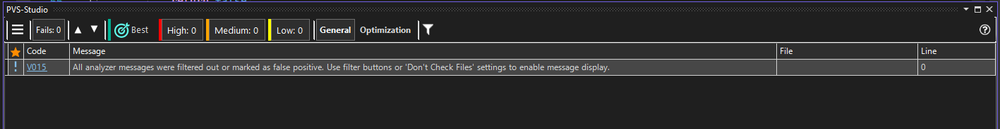 PVS-Studio
Fails: 0 Best High: 0 Medium: 0 Low: 0 General Optimization
Code Message File Line
V015 All analyzer messages were filtered out or marked as false positive. Use filter buttons or 'Don't Check Files' settings to enable message display. 0